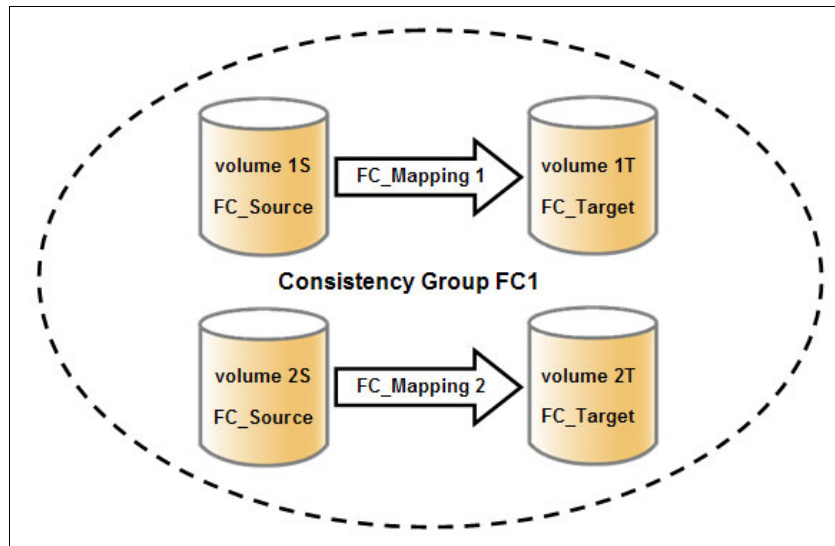 volume 1S
FC_Source
FC_Mapping 1
volume 1T
FC_Target
Consistency Group FC1
volume 2S
FC_Source
FC_Mapping 2
volume 2T
FC_Target